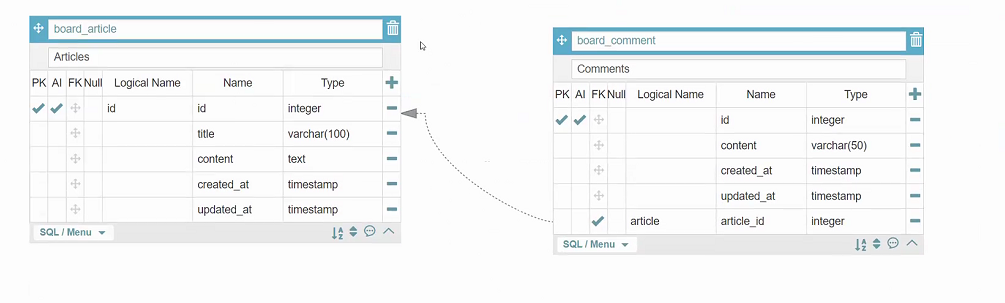 board_article
Articles
PK AI FK Null Logical Name Name Type
id id integer
title varchar(100)
content text
created_at timestamp
updated_at timestamp
SQL / Menu
board_comment
Comments
PK AI FK Null Logical Name Name Type
id integer
content varchar(50)
created_at timestamp
updated_at timestamp
article article_id integer
SQL / Menu